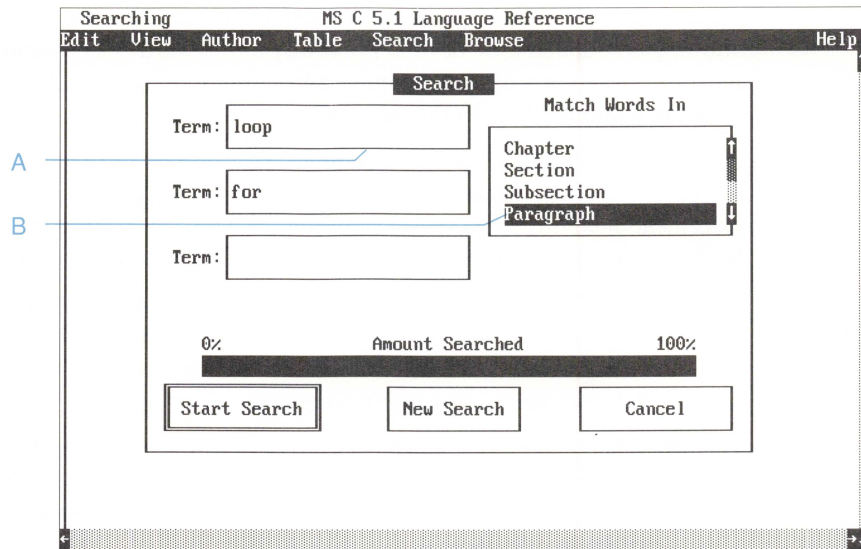 Searching MS C 5.1 Language Reference
Edit View Author Table Search Browse Help
Search
Match Words In
Term: loop
A
Chapter
Section
Term: for
Subsection
B
Paragraph
Term:
0% Amount Searched 100%
Start Search New Search Cancel